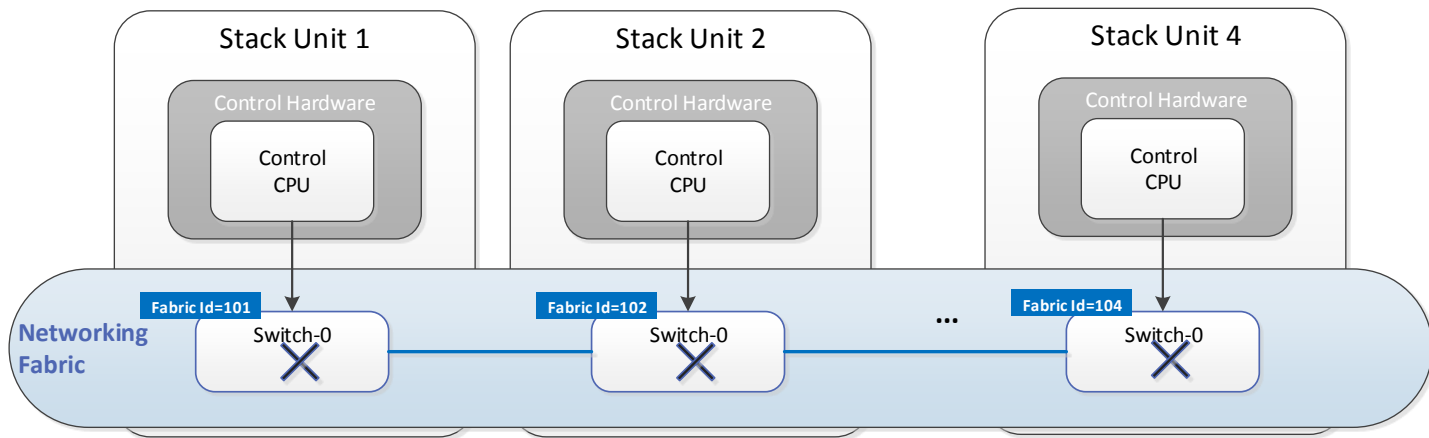 Stack Unit 1
Control Hardware
Control
CPU
Stack Unit 2
Control Hardware
Control
CPU
Stack Unit 4
Control Hardware
Control
CPU
Networking
Fabric
Fabric Id=101
Switch-0
Fabric Id=102
Switch-0
...
Fabric Id=104
Switch-0